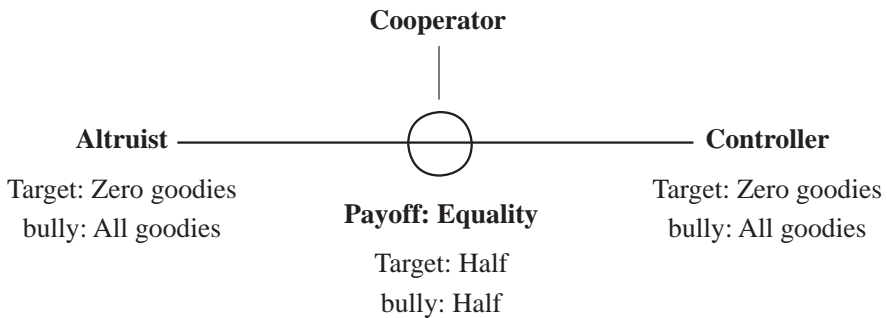 Cooperator
Altruist
Controller
Target: Zero goodies
bully: All goodies
Payoff: Equality
Target: Half
bully: Half
Target: Zero goodies
bully: All goodies